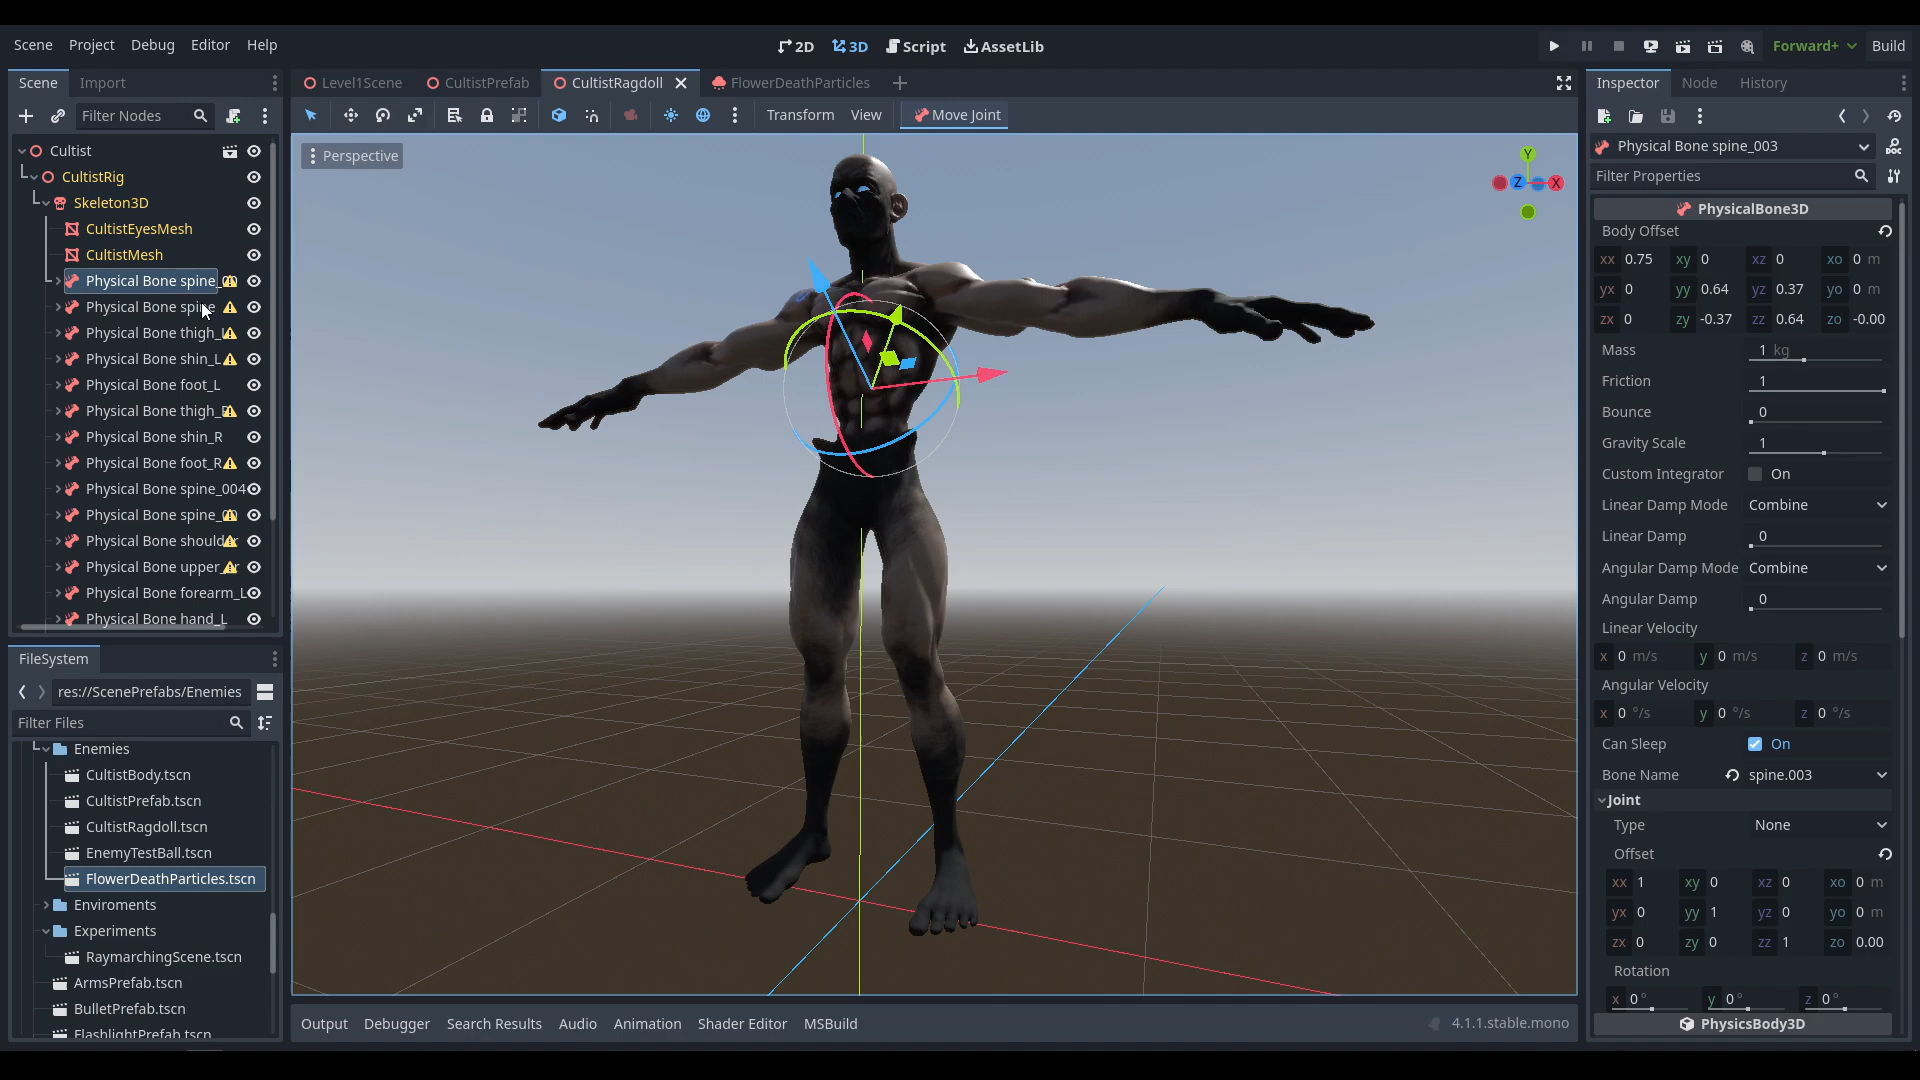 Scene Project Debug Editor Help
2D 3D Script AssetLib
Forward+ Build
Scene Import
Filter Nodes
Cultist
CultistRig
Skeleton3D
CultistEyesMesh
CultistMesh
Physical Bone spine_00
Physical Bone spine
Physical Bone thigh_L
Physical Bone shin_L
Physical Bone foot_L
Physical Bone thigh_R
Physical Bone shin_R
Physical Bone foot_R
Physical Bone spine_004
Physical Bone spine_00
Physical Bone should
Physical Bone upper_
Physical Bone forearm_L
Physical Bone hand_L
FileSystem
res://ScenePrefabs/Enemies
Filter Files
Enemies
CultistBody.tscn
CultistPrefab.tscn
CultistRagdoll.tscn
EnemyTestBall.tscn
FlowerDeathParticles.tscn
Enviroments
Experiments
RaymarchingScene.tscn
ArmsPrefab.tscn
BulletPrefab.tscn
FlashlightPrefab.tscn
Level1Scene CultistPrefab CultistRagdoll FlowerDeathParticles
Transform View Move Joint
Perspective
Y
Z X
Output Debugger Search Results Audio Animation Shader Editor MSBuild
4.1.1.stable.mono
Inspector Node History
Physical Bone spine_003
Filter Properties
PhysicalBone3D
Body Offset
xx 0.75 xy 0 xz 0 xo 0 m
yx 0 yy 0.64 yz 0.37 yo 0 m
zx 0 zy -0.37 zz 0.64 zo -0.00
Mass 1 kg
Friction 1
Bounce 0
Gravity Scale 1
Custom Integrator On
Linear Damp Mode Combine
Linear Damp 0
Angular Damp Mode Combine
Angular Damp 0
Linear Velocity
x 0 m/s y 0 m/s z 0 m/s
Angular Velocity
x 0 °/s y 0 °/s z 0 °/s
Can Sleep On
Bone Name spine.003
Joint
Type None
Offset
xx 1 xy 0 xz 0 xo 0 m
yx 0 yy 1 yz 0 yo 0 m
zx 0 zy 0 zz 1 zo 0.00
Rotation
x 0 ° y 0 ° z 0 °
PhysicsBody3D